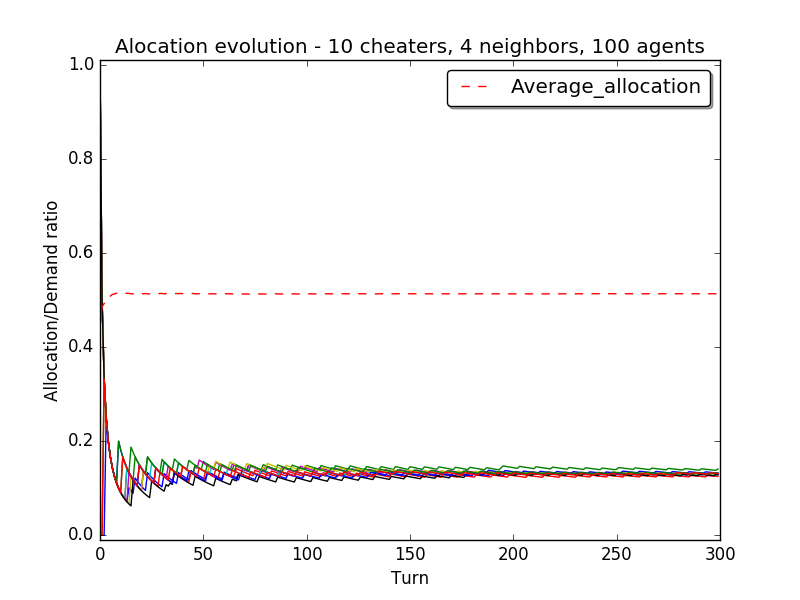 Alocation evolution - 10 cheaters, 4 neighbors, 100 agents
Average_allocation
Allocation/Demand ratio
1.0
0.8
0.6
0.4
0.2
0.0
0 50 100 150 200 250 300
Turn